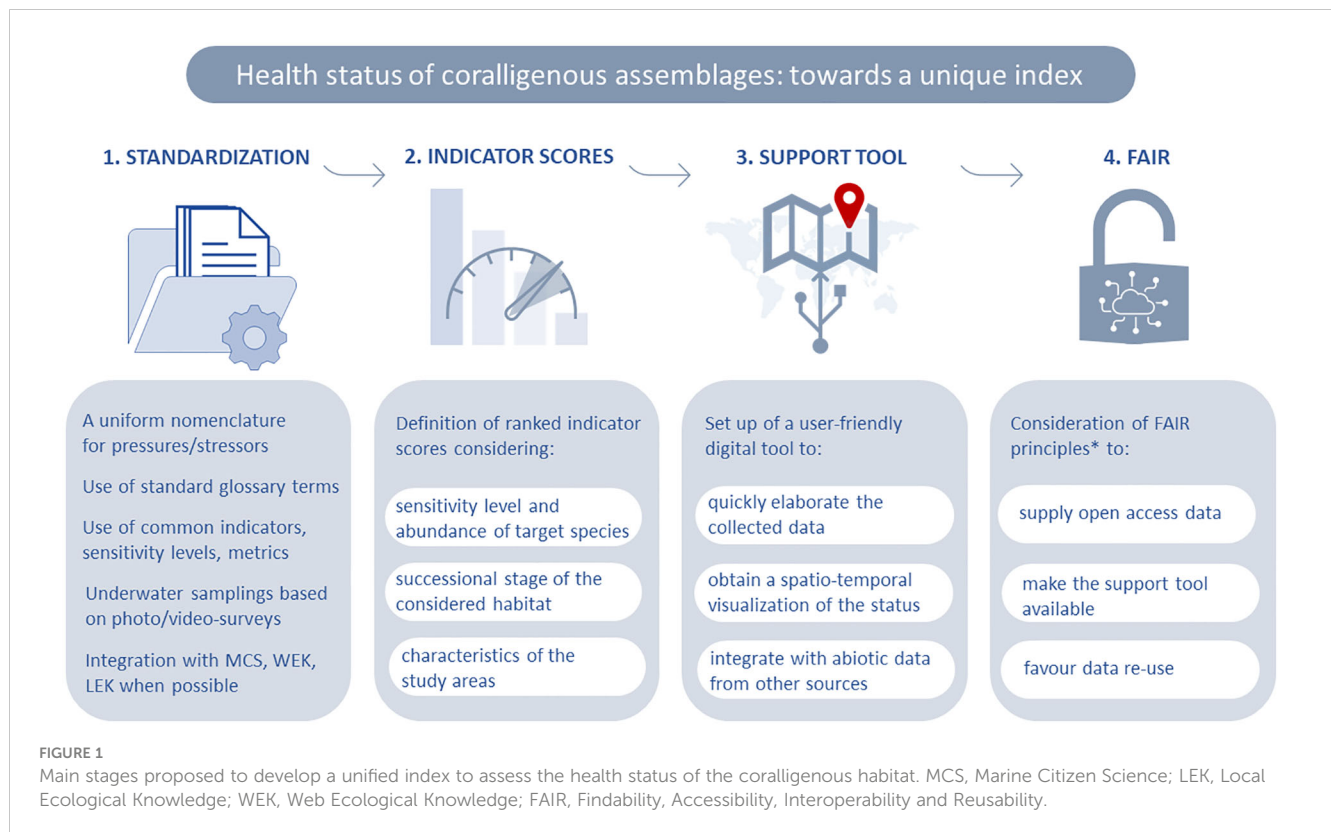 Health status of coralligenous assemblages: towards a unique index
1. STANDARDIZATION
2. INDICATOR SCORES
3. SUPPORT TOOL
4. FAIR
A uniform nomenclature
for pressures/stressors
Use of standard glossary terms
Use of common indicators,
sensitivity levels, metrics
Underwater samplings based
on photo/video-surveys
Integration with MCS, WEK,
LEK when possible
Definition of ranked indicator
scores considering:
sensitivity level and
abundance of target species
successional stage of the
considered habitat
characteristics of the
study areas
Set up of a user-friendly
digital tool to:
quickly elaborate the
collected data
obtain a spatio-temporal
visualization of the status
integrate with abiotic data
from other sources
Consideration of FAIR
principles* to:
supply open access data
make the support tool
available
favour data re-use
FIGURE 1
Main stages proposed to develop a unified index to assess the health status of the coralligenous habitat. MCS, Marine Citizen Science; LEK, Local
Ecological Knowledge; WEK, Web Ecological Knowledge; FAIR, Findability, Accessibility, Interoperability and Reusability.